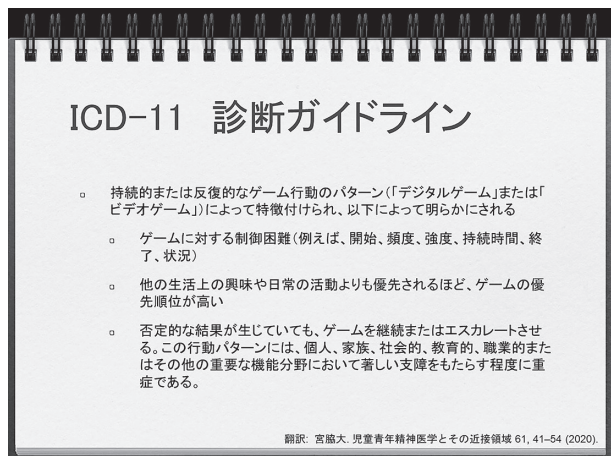 ICD-11　診断ガイドライン
▫ 持続的または反復的なゲーム行動のパターン(「デジタルゲーム」または「
ビデオゲーム」)によって特徴付けられ、以下によって明らかにされる
▫ ゲームに対する制御困難(例えば、開始、頻度、強度、持続時間、終
了、状況)
▫ 他の生活上の興味や日常の活動よりも優先されるほど、ゲームの優
先順位が高い
▫ 否定的な結果が生じていても、ゲームを継続またはエスカレートさせ
る。この行動パターンには、個人、家族、社会的、教育的、職業的また
はその他の重要な機能分野において著しい支障をもたらす程度に重
症である。
翻訳: 宮脇大. 児童青年精神医学とその近接領域 61, 41–54 (2020).